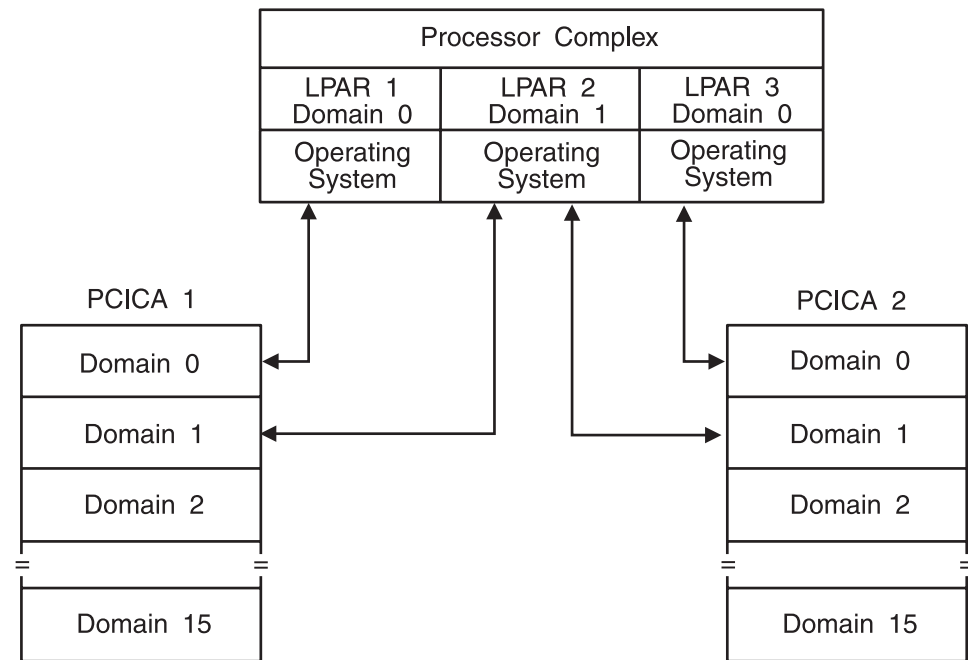 Processor Complex
LPAR 1
Domain 0
LPAR 2
Domain 1
LPAR 3
Domain 0
Operating
System
Operating
System
Operating
System
PCICA 1
Domain 0
Domain 1
Domain 2
=
=
Domain 15
PCICA 2
Domain 0
Domain 1
Domain 2
=
=
Domain 15